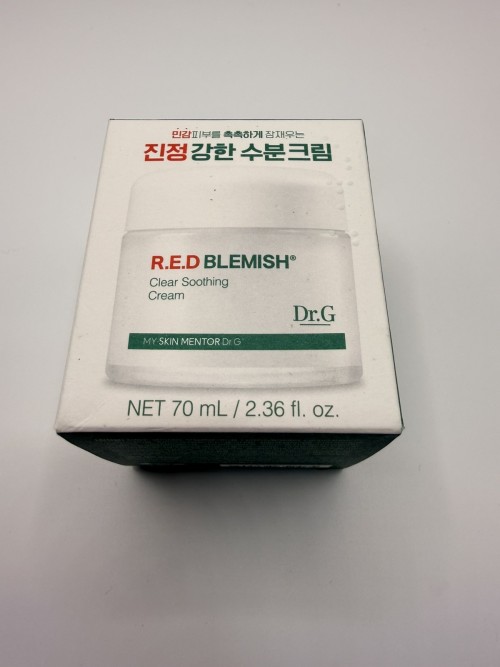 민감피부를 촉촉하게 잠재우는
진정 강한 수분크림
R.E.D BLEMISH®
Clear Soothing
Cream
Dr.G
MY SKIN MENTOR Dr.G
NET 70 mL / 2.36 fl. oz.